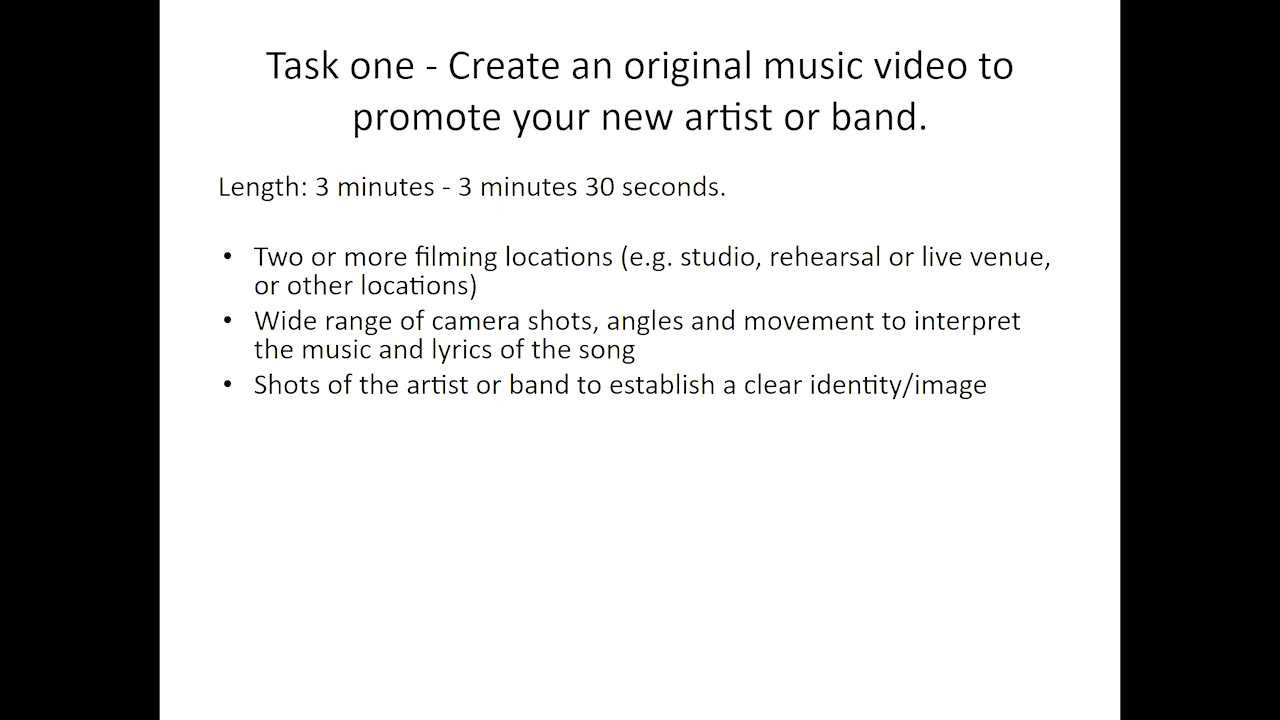 Task one - Create an original music video to
promote your new artist or band.
Length: 3 minutes - 3 minutes 30 seconds.
• Two or more filming locations (e.g. studio, rehearsal or live venue,
or other locations)
• Wide range of camera shots, angles and movement to interpret
the music and lyrics of the song
• Shots of the artist or band to establish a clear identity/image